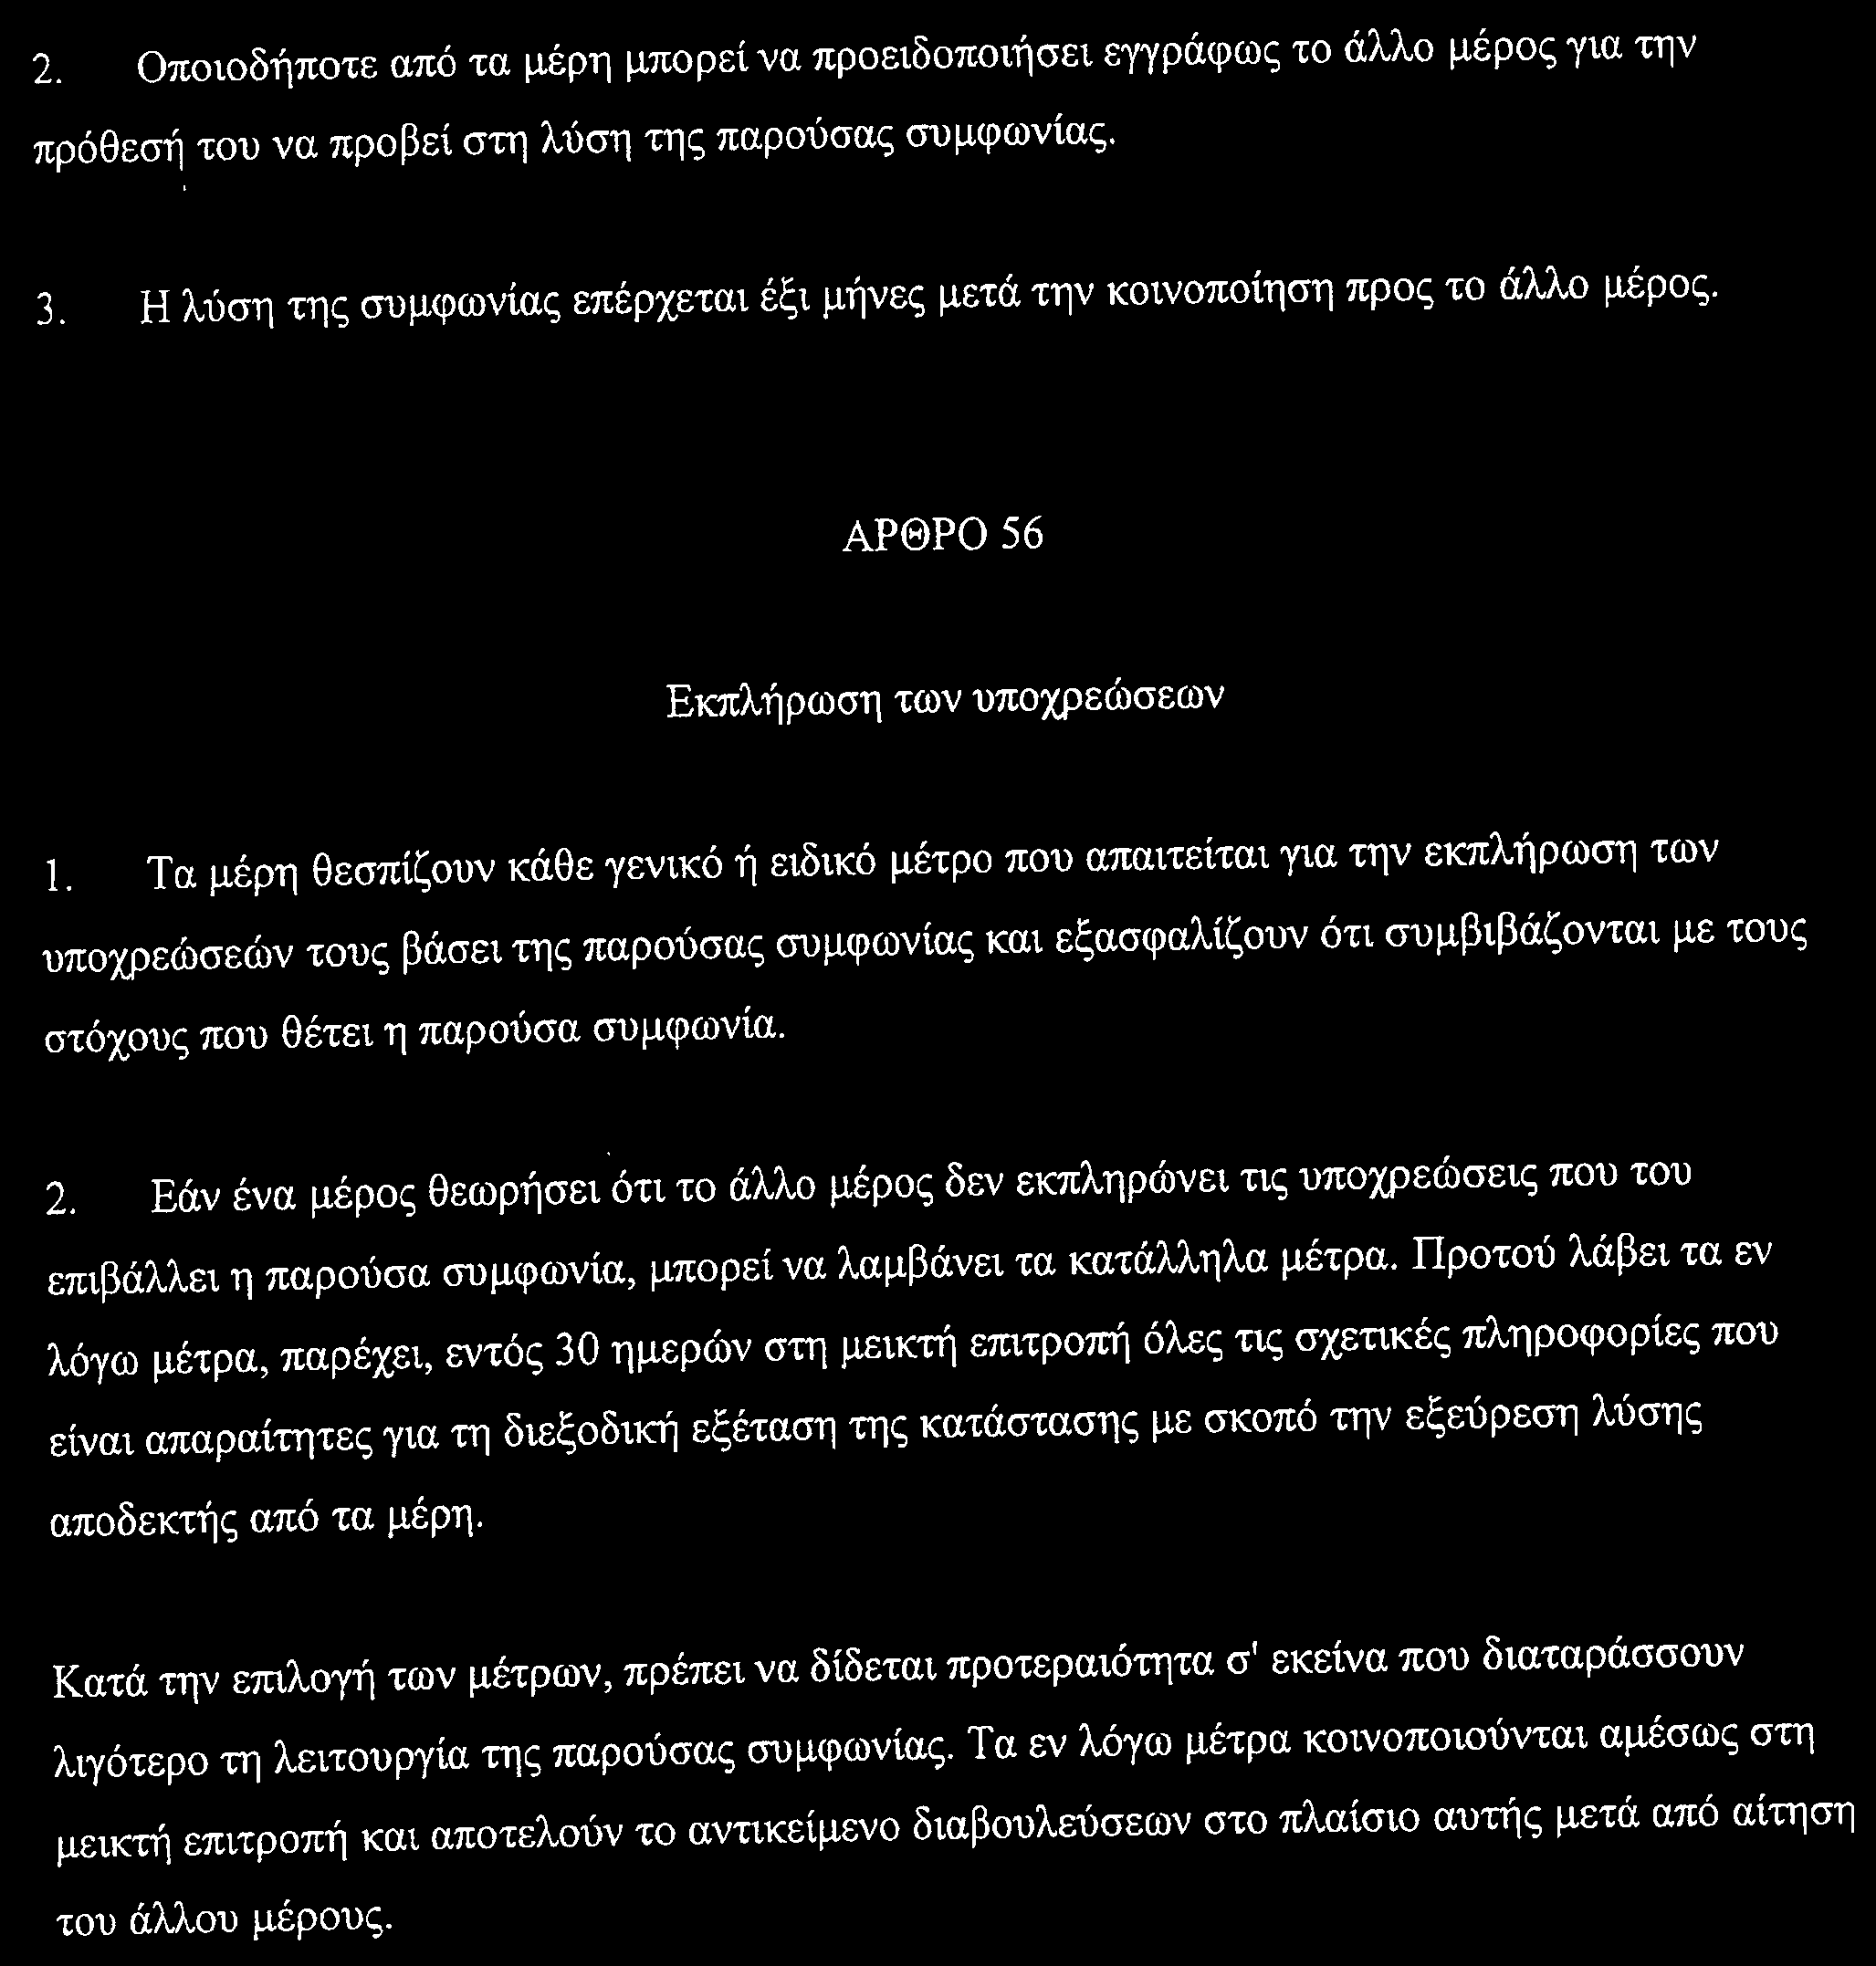 2. Οποιοδήποτε από τα μέρη μπορεί να προειδοποιήσει εγγράφως το άλλο μέρος για την
πρόθεσή του να προβεί στη λύση της παρούσας συμφωνίας.
3. Η λύση της συμφωνίας επέρχεται έξι μήνες μετά την κοινοποίηση προς το άλλο μέρος.
ΑΡΘΡΟ 56
Εκπλήρωση των υποχρεώσεων
1. Τα μέρη θεσπίζουν κάθε γενικό ή ειδικό μέτρο που απαιτείται για την εκπλήρωση των
υποχρεώσεών τους βάσει της παρούσας συμφωνίας και εξασφαλίζουν ότι συμβιβάζονται με τους
στόχους που θέτει η παρούσα συμφωνία.
2. Εάν ένα μέρος θεωρήσει ότι το άλλο μέρος δεν εκπληρώνει τις υποχρεώσεις που του
επιβάλλει η παρούσα συμφωνία, μπορεί να λαμβάνει τα κατάλληλα μέτρα. Προτού λάβει τα εν
λόγω μέτρα, παρέχει, εντός 30 ημερών στη μεικτή επιτροπή όλες τις σχετικές πληροφορίες που
είναι απαραίτητες για τη διεξοδική εξέταση της κατάστασης με σκοπό την εξεύρεση λύσης
αποδεκτής από τα μέρη.
Κατά την επιλογή των μέτρων, πρέπει να δίδεται προτεραιότητα σ' εκείνα που διαταράσσουν
λιγότερο τη λειτουργία της παρούσας συμφωνίας. Τα εν λόγω μέτρα κοινοποιούνται αμέσως στη
μεικτή επιτροπή και αποτελούν το αντικείμενο διαβουλεύσεων στο πλαίσιο αυτής μετά από αίτηση
του άλλου μέρους.